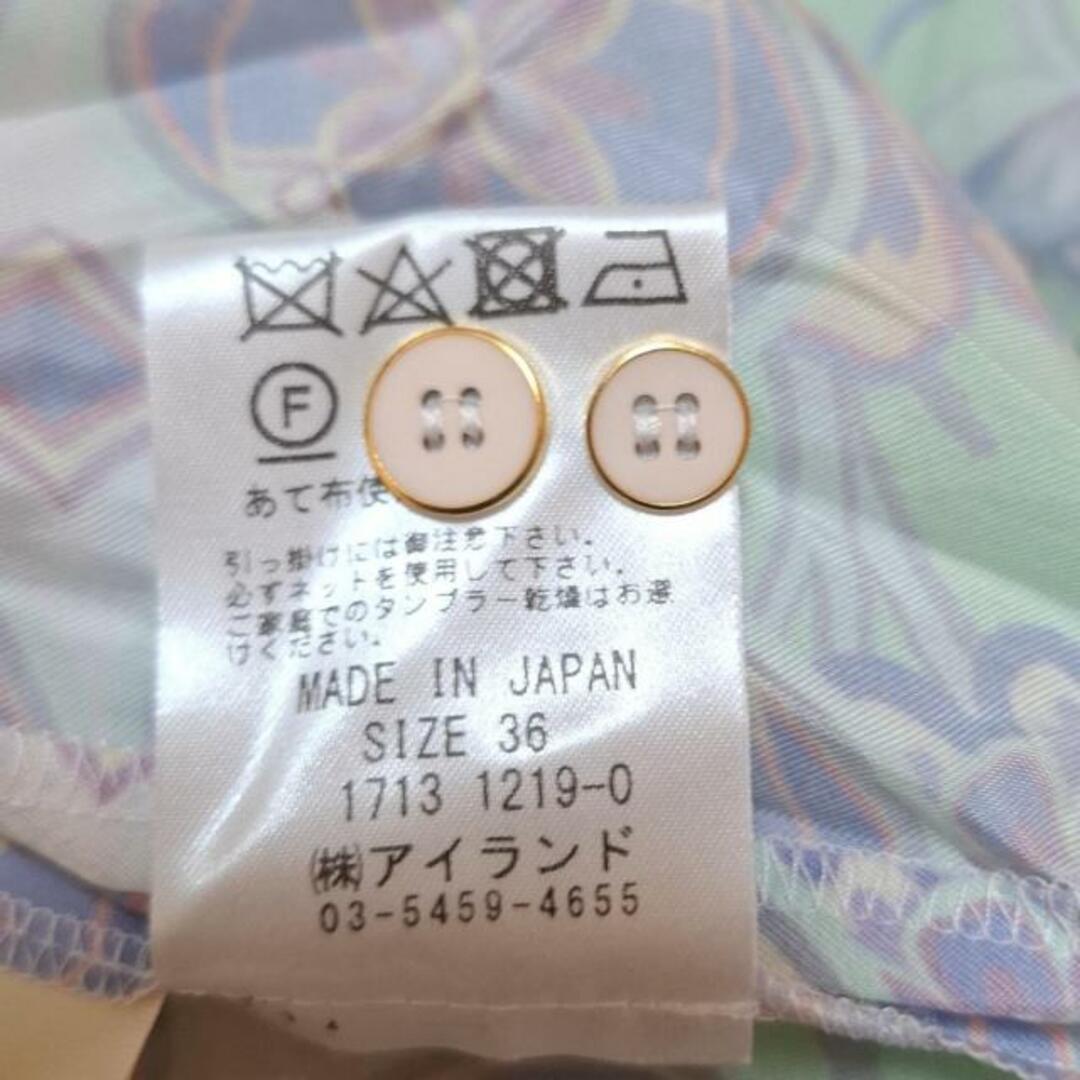 F
あて布使
引っ掛けには御注意下さい。
必ずネットを使用して下さい。
ご家庭でのタンブラー乾燥はお避
けください。
MADE IN JAPAN
SIZE 36
1713 1219-0
㈱アイランド
03-5459-4655